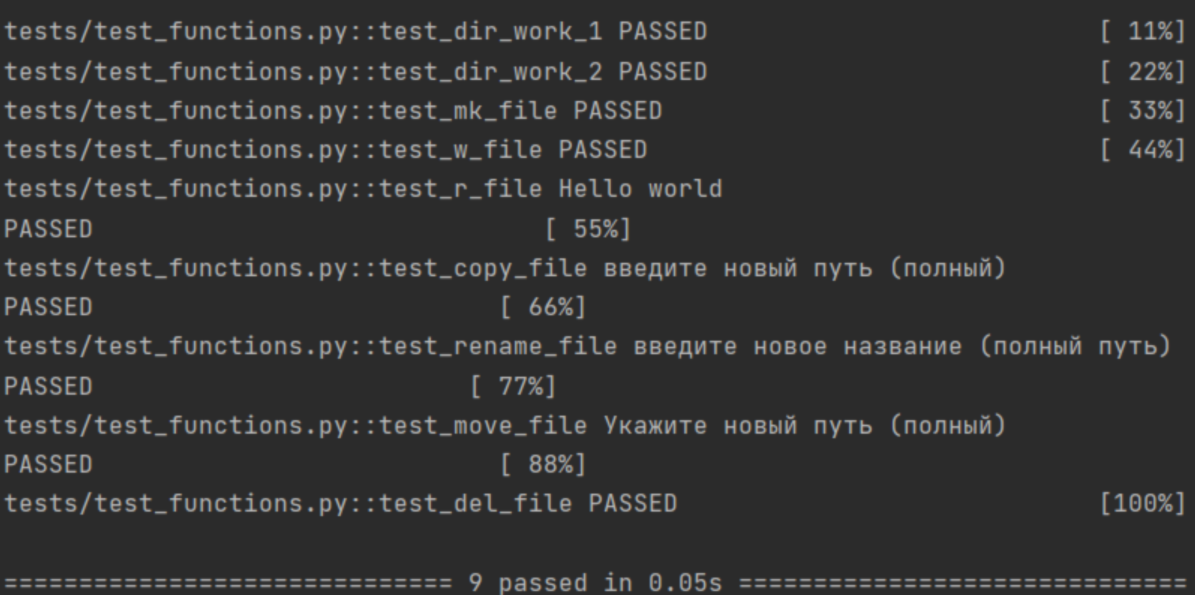 tests/test_functions.py::test_dir_work_1 PASSED [ 11%]
tests/test_functions.py::test_dir_work_2 PASSED [ 22%]
tests/test_functions.py::test_mk_file PASSED [ 33%]
tests/test_functions.py::test_w_file PASSED [ 44%]
tests/test_functions.py::test_r_file Hello world
PASSED [ 55%]
tests/test_functions.py::test_copy_file введите новый путь (полный)
PASSED [ 66%]
tests/test_functions.py::test_rename_file введите новое название (полный путь)
PASSED [ 77%]
tests/test_functions.py::test_move_file Укажите новый путь (полный)
PASSED [ 88%]
tests/test_functions.py::test_del_file PASSED [100%]
============================== 9 passed in 0.05s ==============================